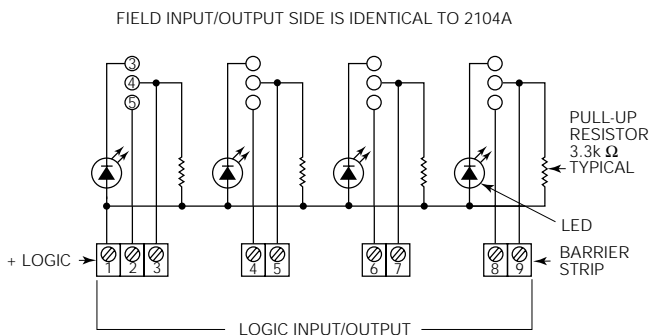 FIELD INPUT/OUTPUT SIDE IS IDENTICAL TO 2104A
3
4
5
PULL-UP
RESISTOR
3.3k Ω
TYPICAL
LED
+ LOGIC
1 2 3 4 5 6 7 8 9
BARRIER
STRIP
LOGIC INPUT/OUTPUT